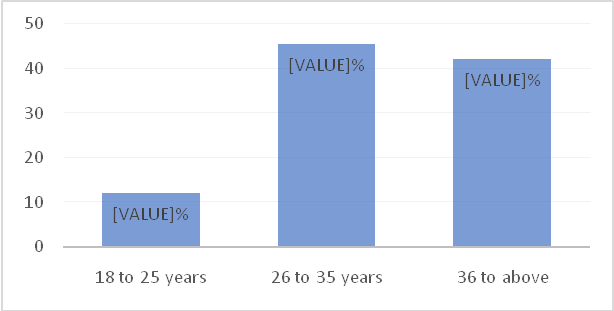 50
40
30
20
10
0
[VALUE]%
[VALUE]%
[VALUE]%
18 to 25 years
26 to 35 years
36 to above